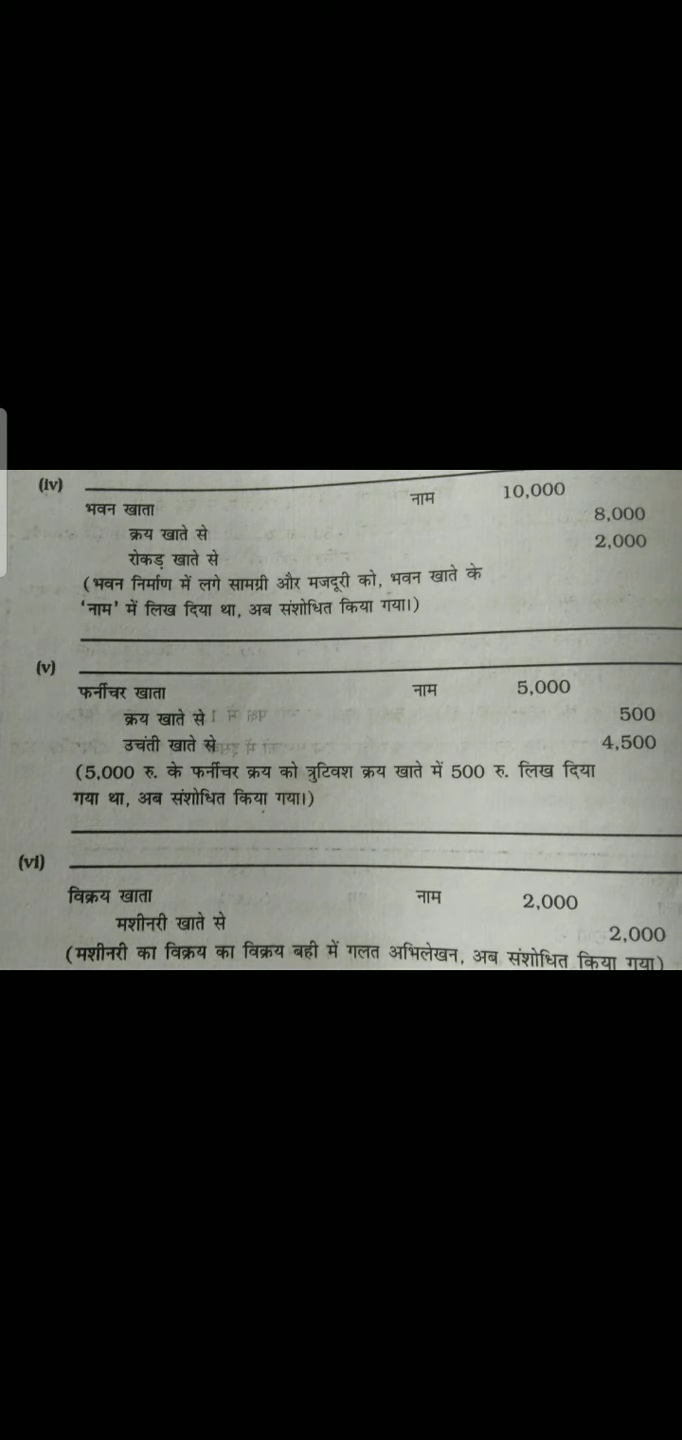 (iv)
भवन खाता नाम 10,000
क्रय खाते से 8,000
रोकड़ खाते से 2,000
(भवन निर्माण में लगे सामग्री और मजदूरी को, भवन खाते के
'नाम' में लिख दिया था, अब संशोधित किया गया।)
(v)
फर्नीचर खाता नाम 5,000
क्रय खाते से 500
उचंती खाते से 4,500
(5,000 रु. के फर्नीचर क्रय को त्रुटिवश क्रय खाते में 500 रु. लिख दिया
गया था, अब संशोधित किया गया।)
(vi)
विक्रय खाता नाम 2,000
मशीनरी खाते से 2,000
(मशीनरी का विक्रय का विक्रय बही में गलत अभिलेखन, अब संशोधित किया गया)